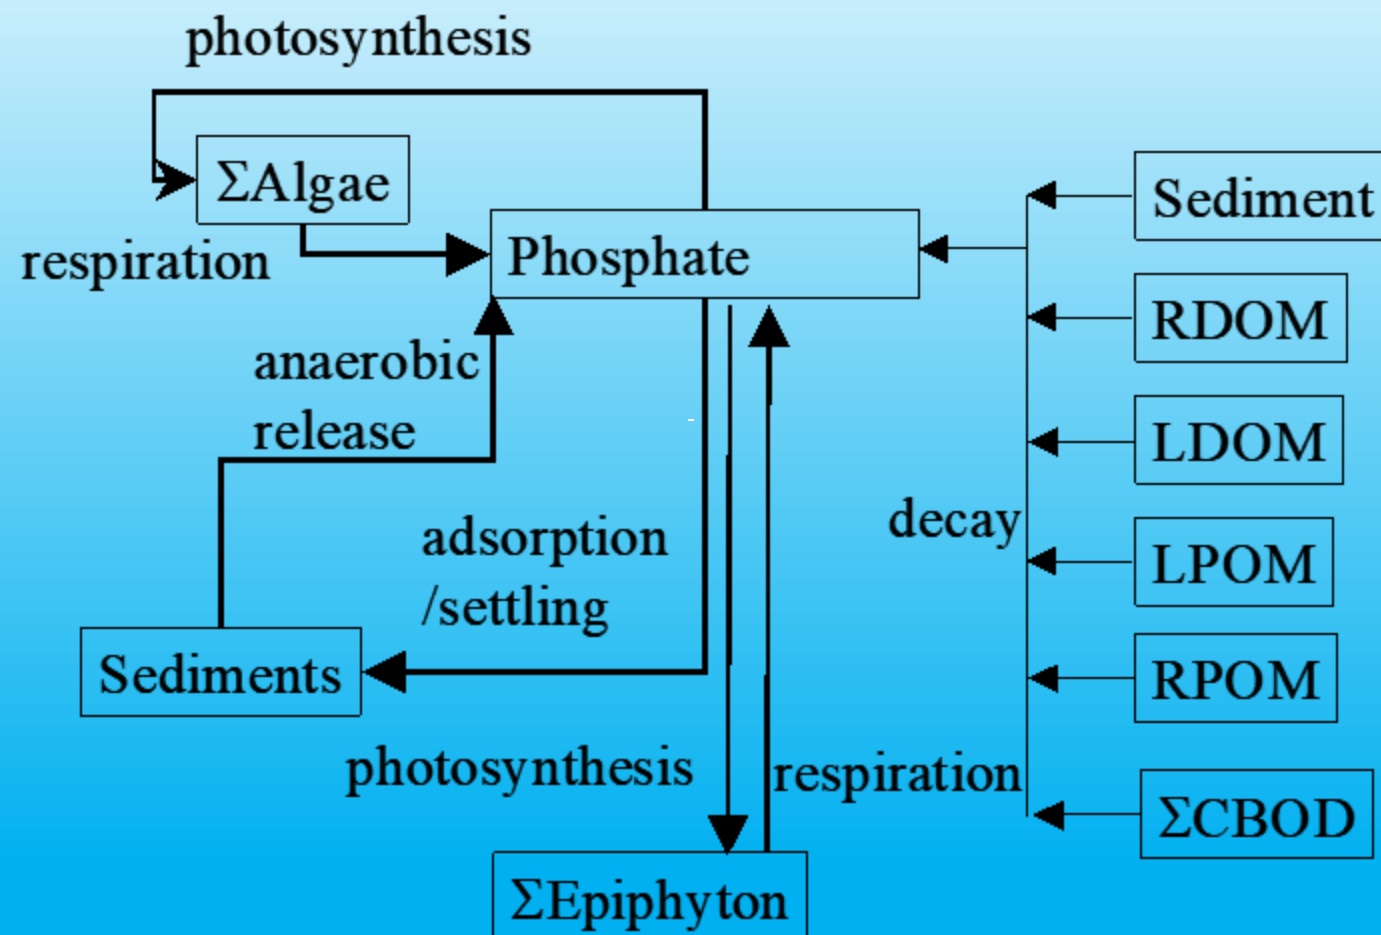 photosynthesis
ΣAlgae
respiration
Phosphate
anaerobic
release
adsorption
/settling
Sediments
photosynthesis
respiration
ΣEpiphyton
decay
Sediment
RDOM
LDOM
LPOM
RPOM
ΣCBOD